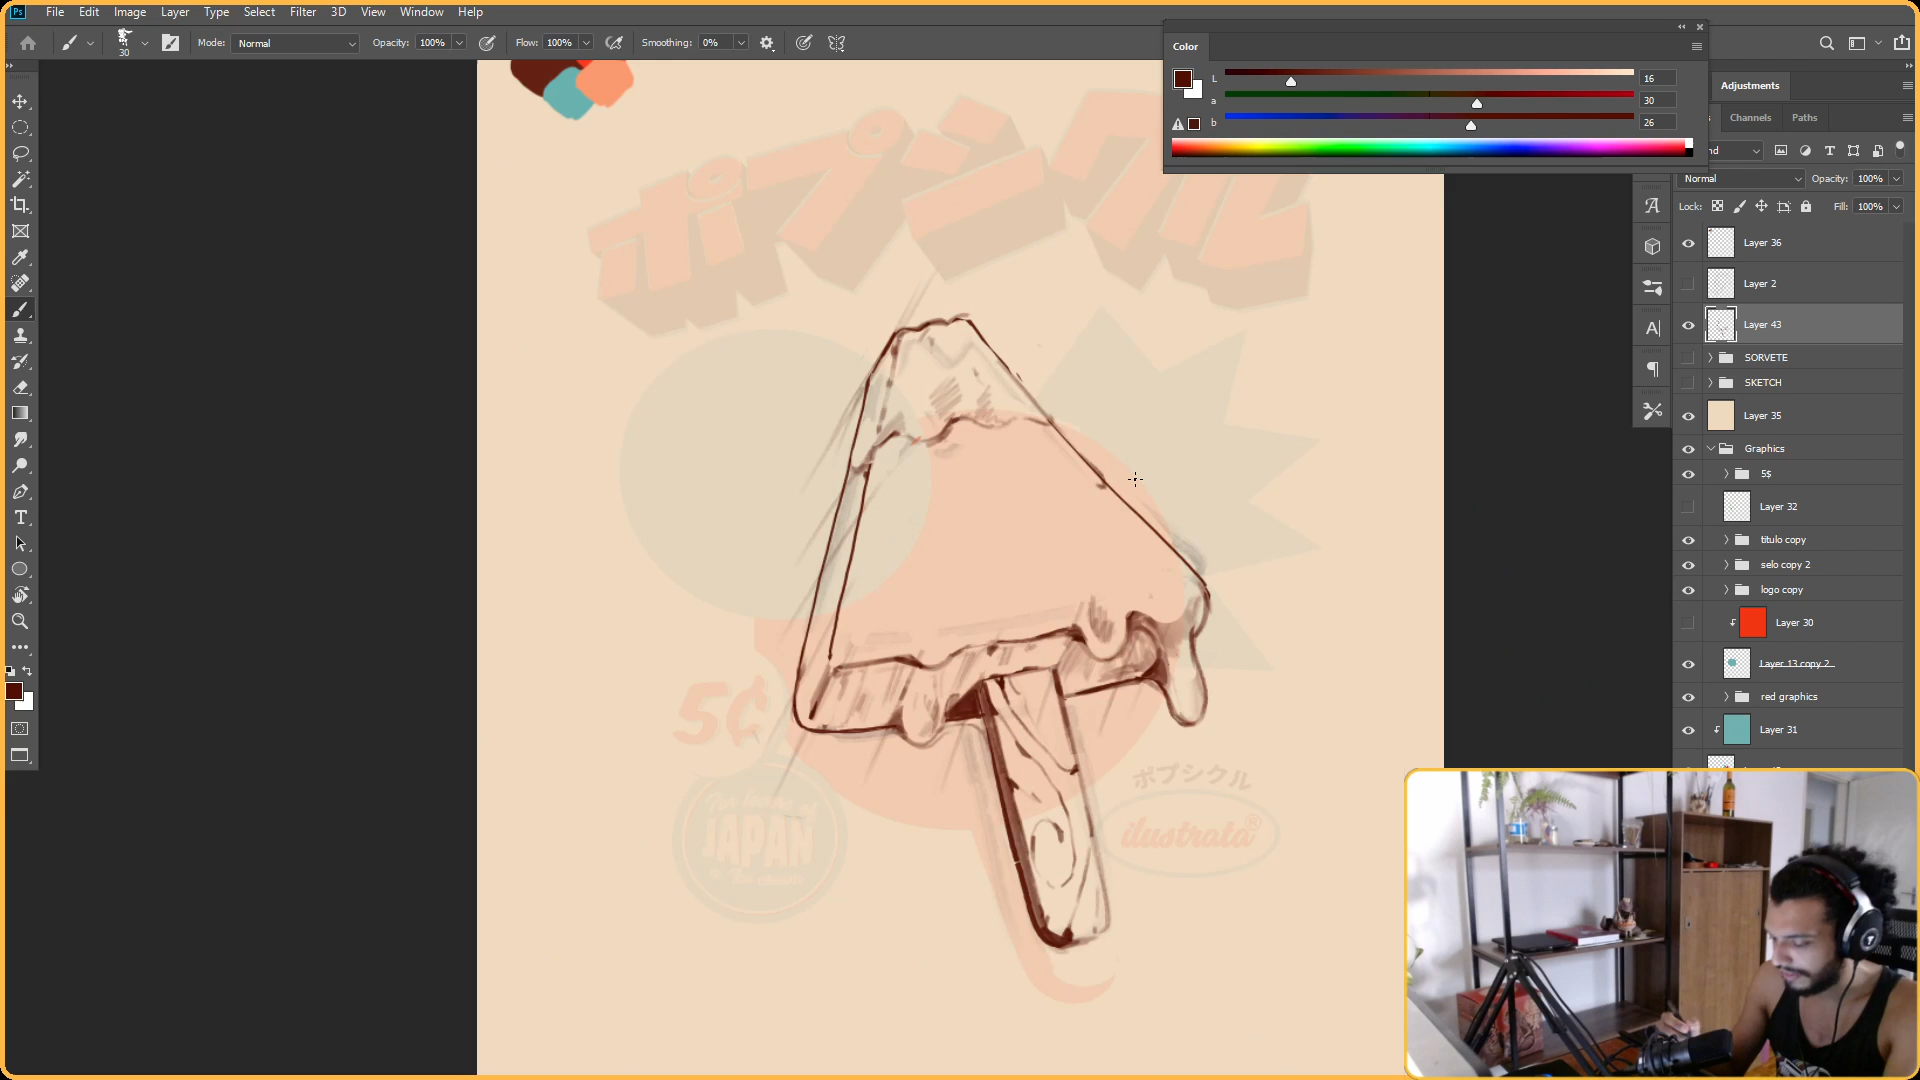 Ps File Edit Image Layer Type Select Filter 3D View Window Help
30 Mode: Normal Opacity: 100% Flow: 100% Smoothing: 0%
Color
L 16
a 30
b 26
Adjustments
Channels Paths
Normal Opacity: 100%
Lock: Fill: 100%
Layer 36
Layer 2
Layer 43
SORVETE
SKETCH
Layer 35
Graphics
5$
Layer 32
titulo copy
selo copy 2
logo copy
Layer 30
Layer 13 copy 2
red graphics
Layer 31
ポプシクル
5¢
JAPAN
ポプシクル
ilustrata®